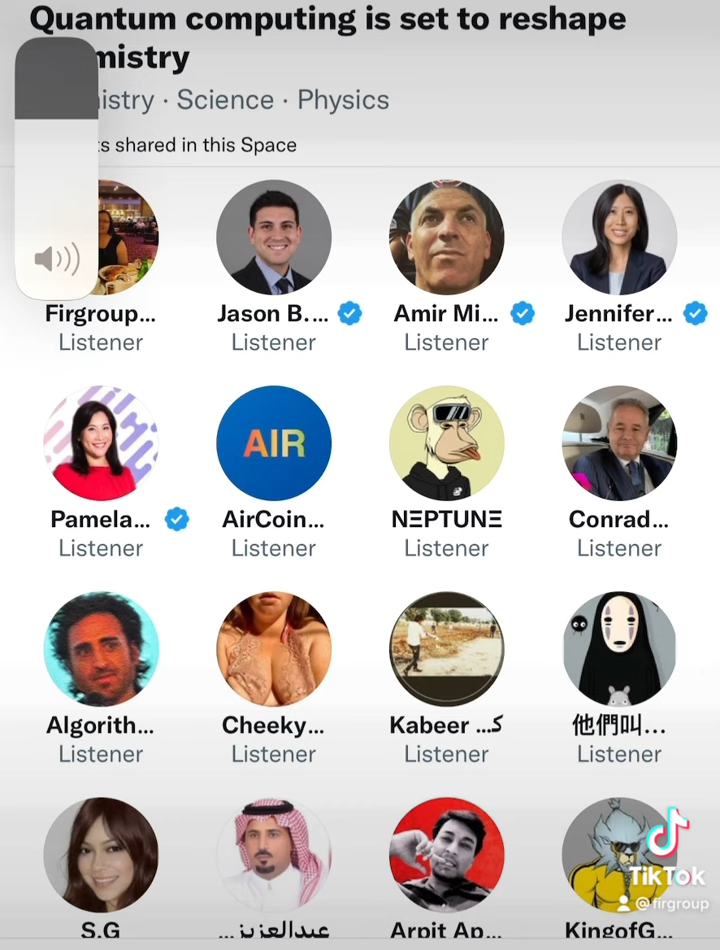 Quantum computing is set to reshape
mistry
istry · Science · Physics
ts shared in this Space
Firgroup...
Jason B....
Amir Mi...
Jennifer...
Listener
Listener
Listener
Listener
AIR
Pamela...
AirCoin...
NΞPTUNΞ
Conrad...
Listener
Listener
Listener
Listener
Algorith...
Cheeky...
Kabeer ...ک
他們叫...
Listener
Listener
Listener
Listener
TikTok
@firgroup
S.G
عبدالعزيز...
Arpit Ap...
KingofG...